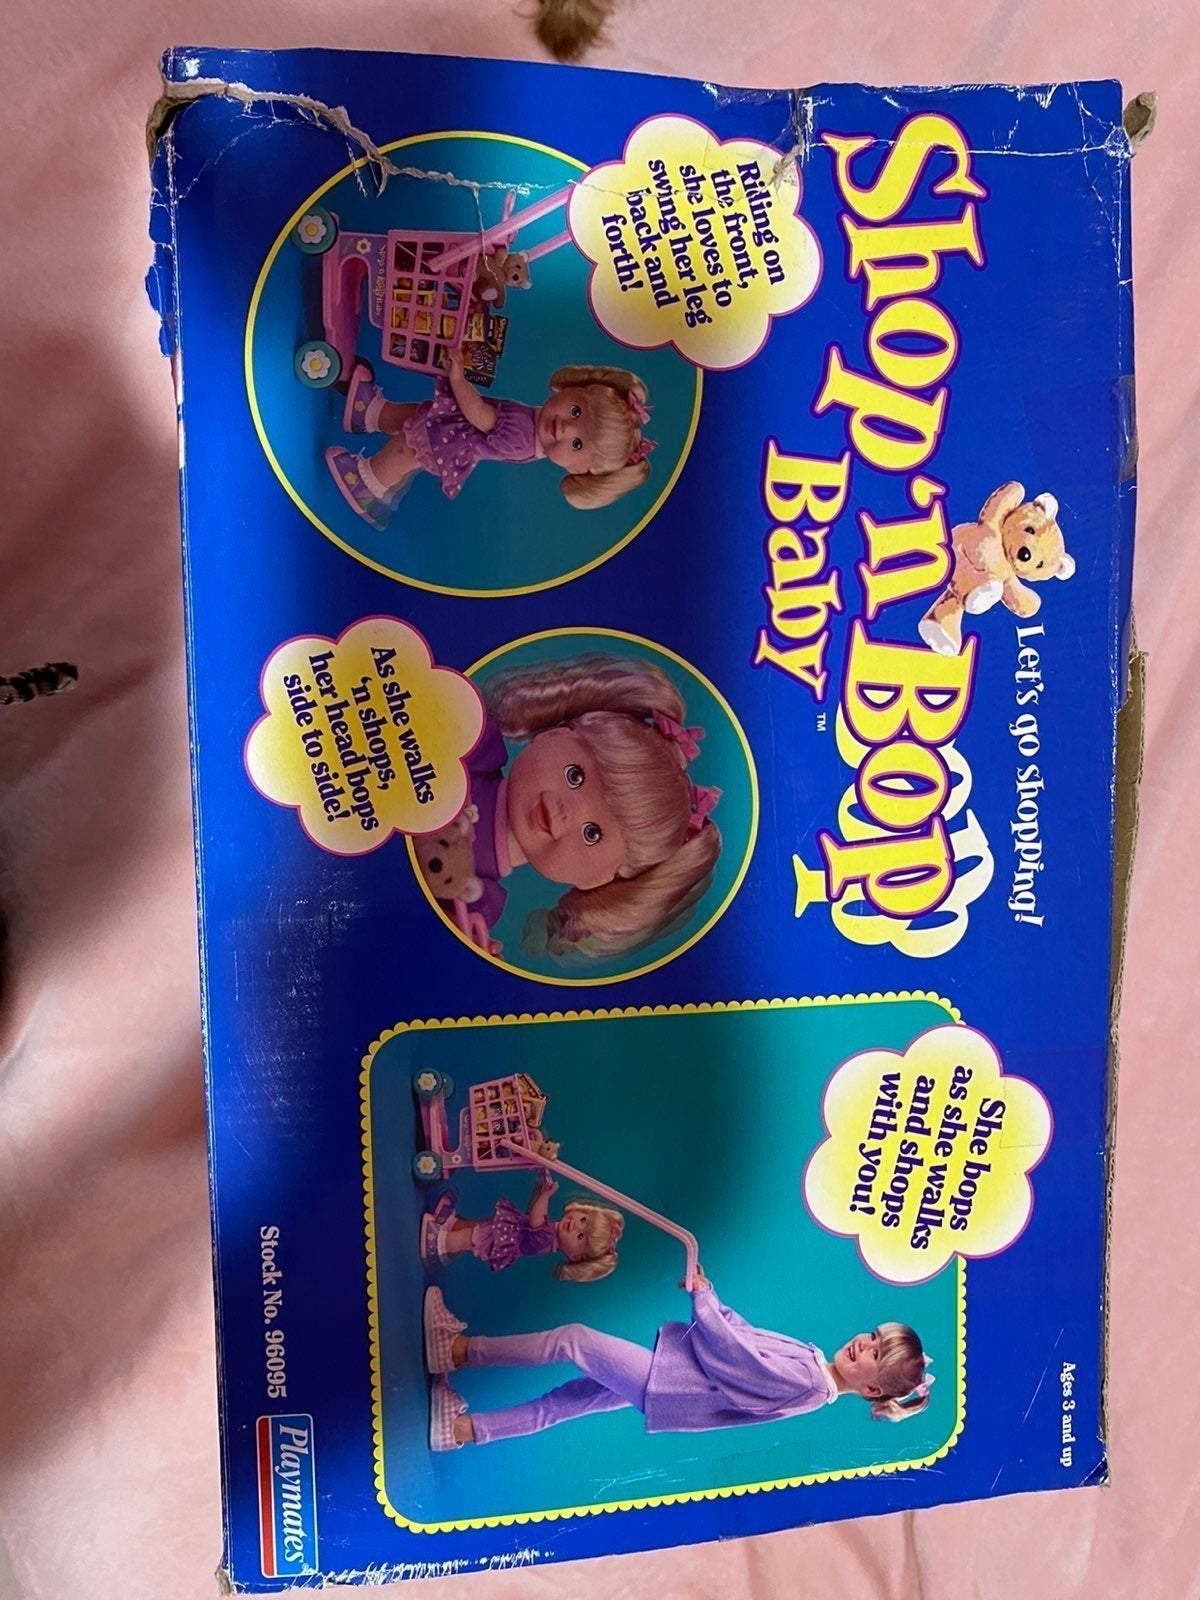 Let's go shopping!
Ages 3 and up
Shop 'n Bop
Baby™
Riding on
the front,
she loves to
swing her leg
back and
forth!
As she walks
'n shops,
her head bops
side to side!
She bops
as she walks
and shops
with you!
Stock No. 96095
Playmates®